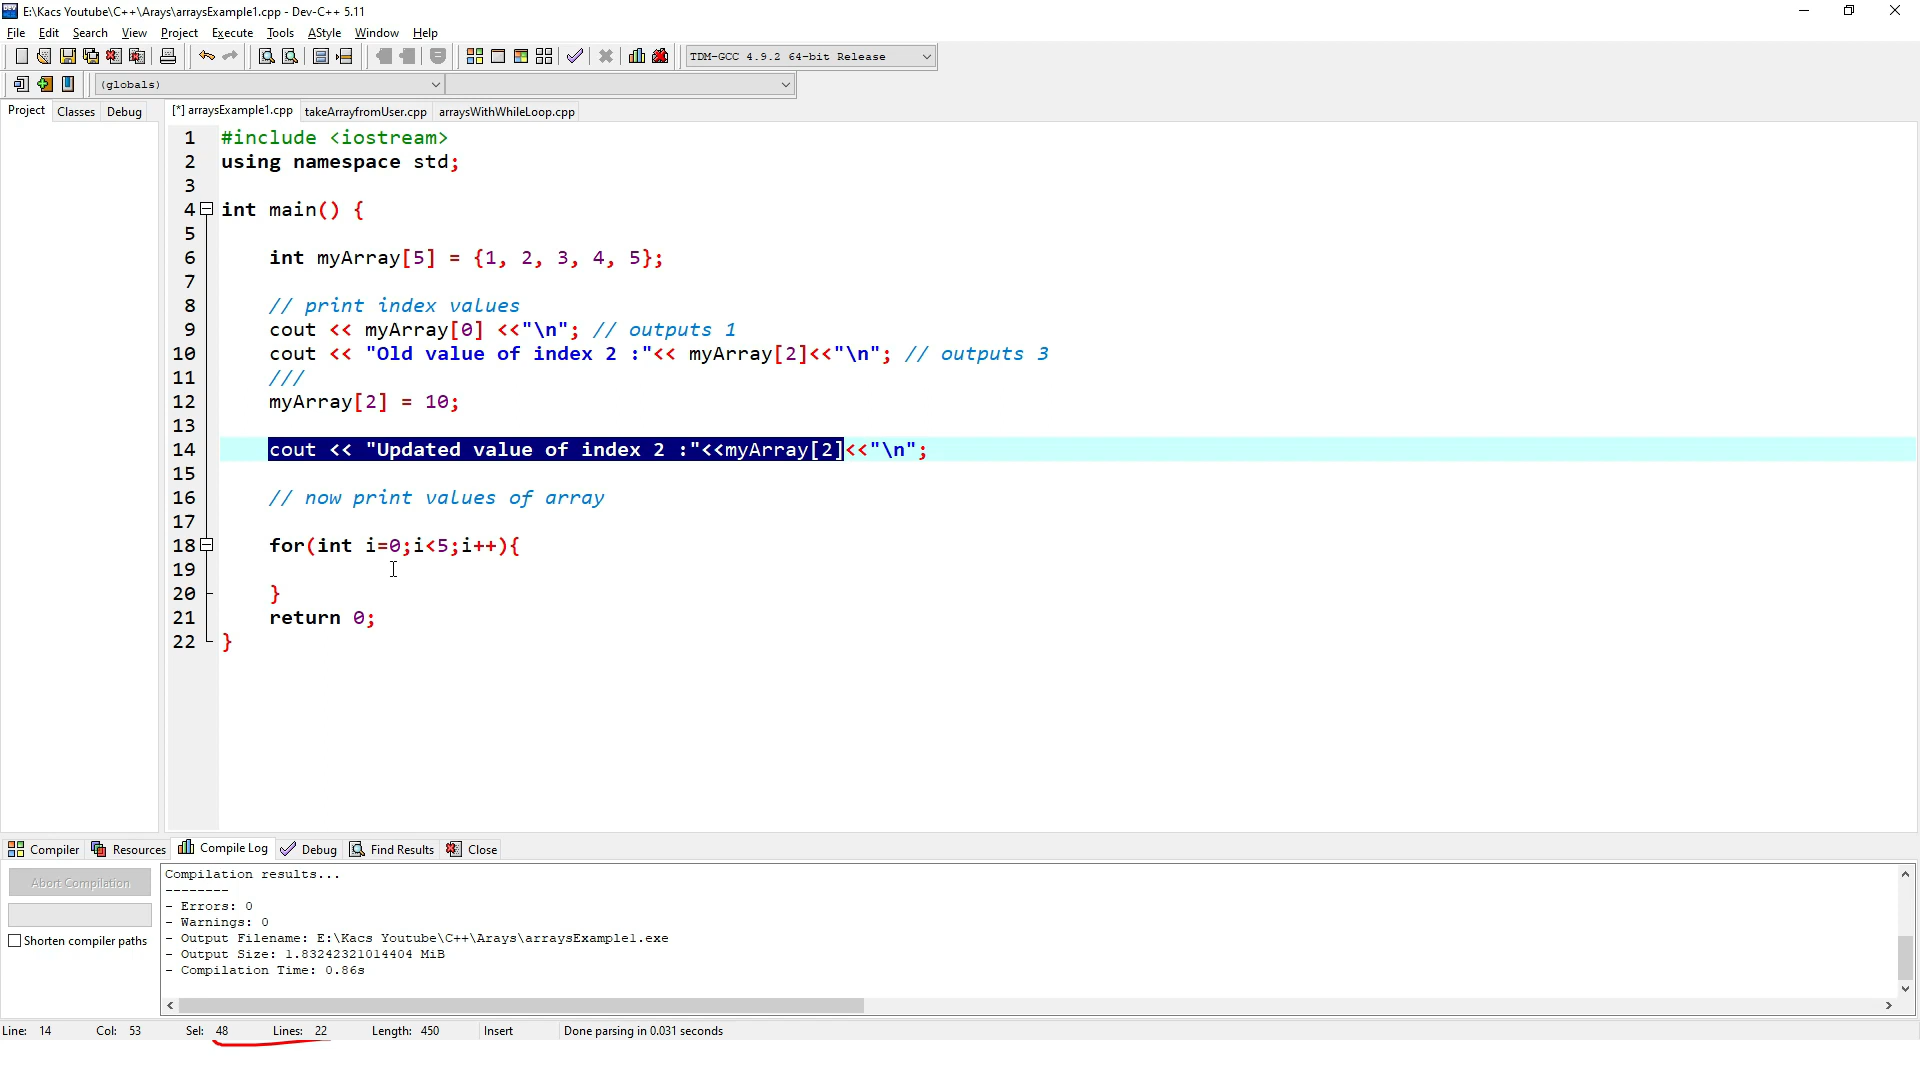 E:\Kacs Youtube\C++\Arays\arraysExample1.cpp - Dev-C++ 5.11
File Edit Search View Project Execute Tools AStyle Window Help
TDM-GCC 4.9.2 64-bit Release
(globals)
Project Classes Debug [*] arraysExample1.cpp takeArrayfromUser.cpp arraysWithWhileLoop.cpp
1 #include <iostream>
2 using namespace std;
3
4 int main() {
5
6 int myArray[5] = {1, 2, 3, 4, 5};
7
8 // print index values
9 cout << myArray[0] <<"\n"; // outputs 1
10 cout << "Old value of index 2 :"<< myArray[2]<<"\n"; // outputs 3
11 ///
12 myArray[2] = 10;
13
14 cout << "Updated value of index 2 :"<<myArray[2]<<"\n";
15
16 // now print values of array
17
18 for(int i=0;i<5;i++){
19
20 }
21 return 0;
22 }
Compiler Resources Compile Log Debug Find Results Close
Abort Compilation
Shorten compiler paths
Compilation results...
--------
- Errors: 0
- Warnings: 0
- Output Filename: E:\Kacs Youtube\C++\Arays\arraysExample1.exe
- Output Size: 1.83242321014404 MiB
- Compilation Time: 0.86s
Line: 14 Col: 53 Sel: 48 Lines: 22 Length: 450 Insert Done parsing in 0.031 seconds